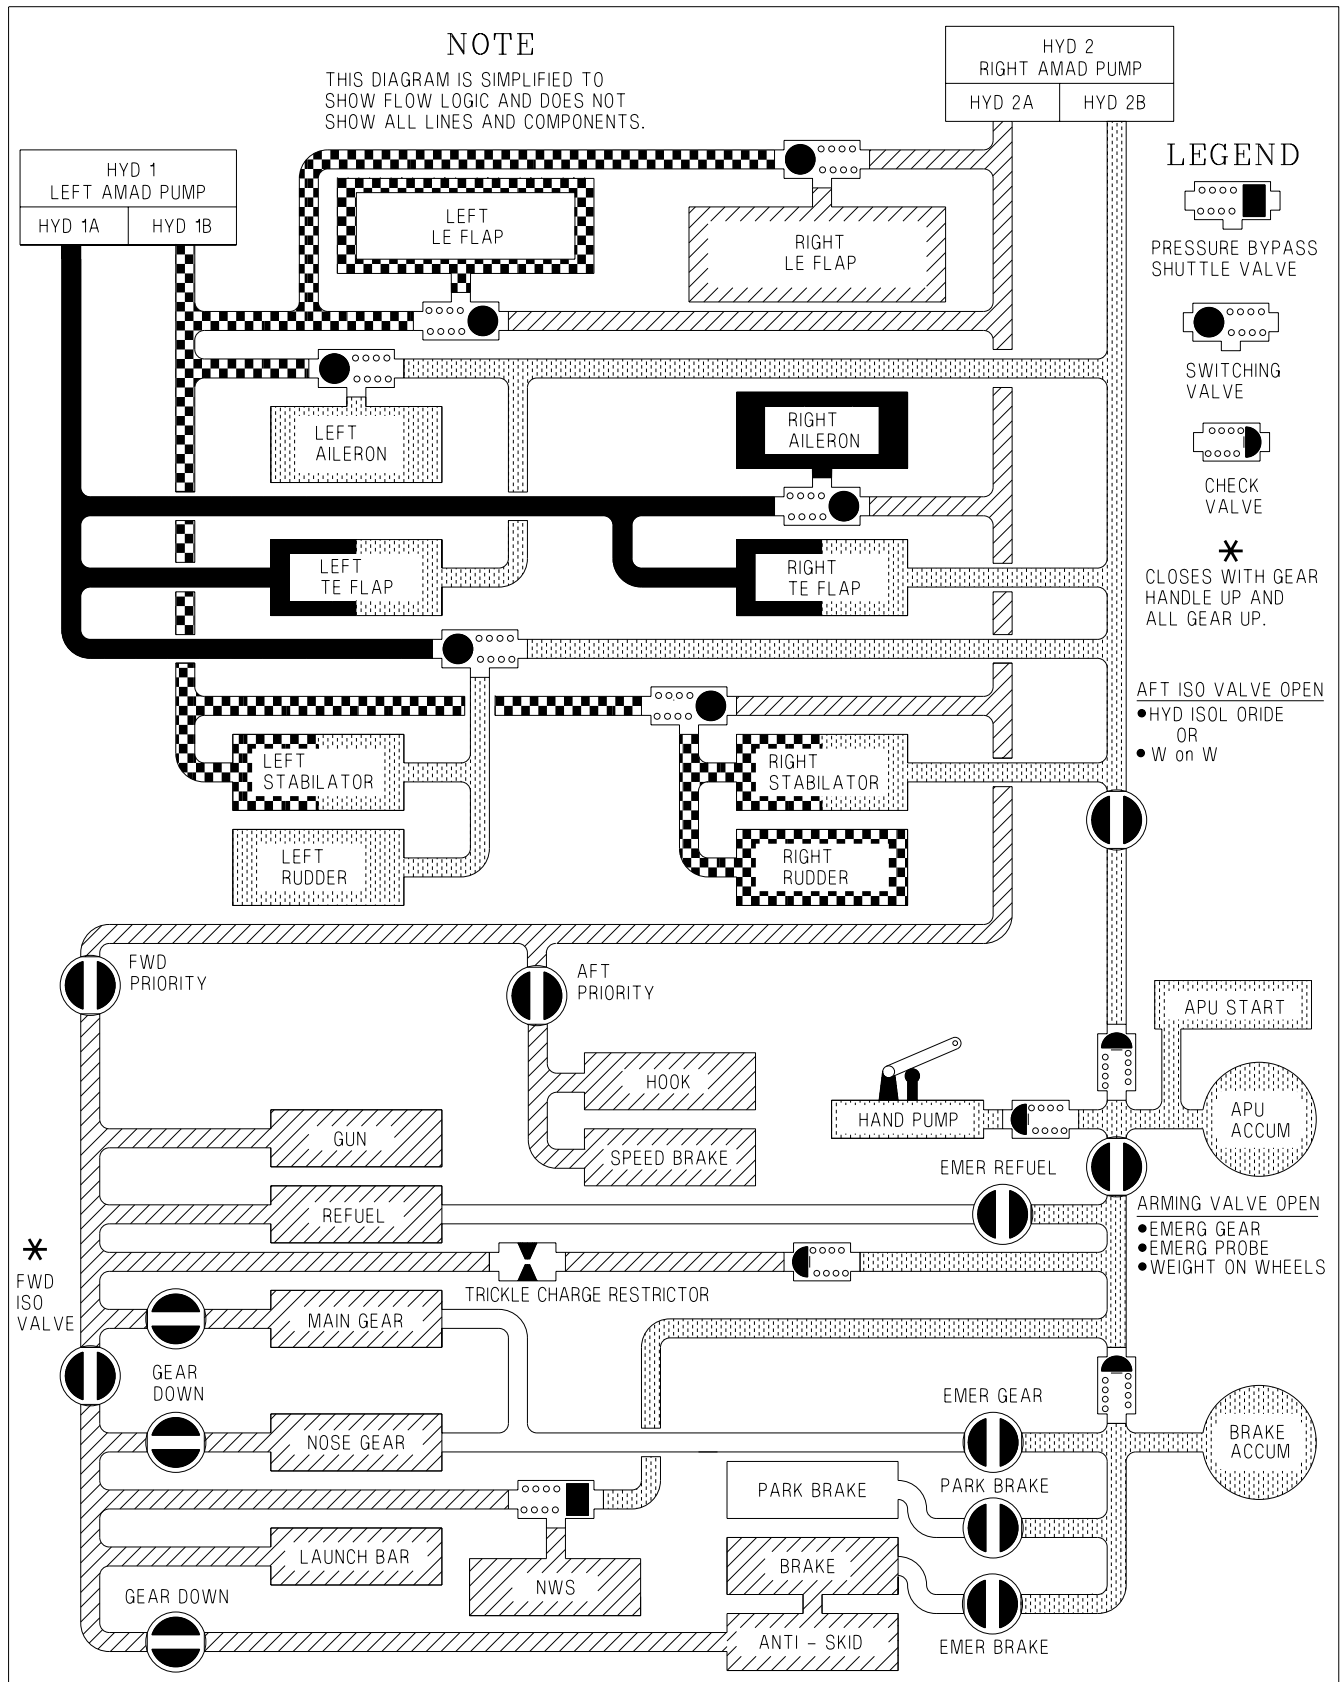 NOTE
THIS DIAGRAM IS SIMPLIFIED TO
SHOW FLOW LOGIC AND DOES NOT
SHOW ALL LINES AND COMPONENTS.
HYD 2
RIGHT AMAD PUMP
HYD 2A
HYD 2B
HYD 1
LEFT AMAD PUMP
HYD 1A
HYD 1B
LEGEND
PRESSURE BYPASS
SHUTTLE VALVE
SWITCHING
VALVE
CHECK
VALVE
*
CLOSES WITH GEAR
HANDLE UP AND
ALL GEAR UP.
LEFT
LE FLAP
RIGHT
LE FLAP
LEFT
AILERON
RIGHT
AILERON
LEFT
TE FLAP
RIGHT
TE FLAP
AFT ISO VALVE OPEN
●HYD ISOL ORIDE
OR
●W on W
LEFT
STABILATOR
RIGHT
STABILATOR
LEFT
RUDDER
RIGHT
RUDDER
FWD
PRIORITY
AFT
PRIORITY
APU START
HOOK
HAND PUMP
APU
ACCUM
GUN
SPEED BRAKE
EMER REFUEL
REFUEL
ARMING VALVE OPEN
●EMERG GEAR
●EMERG PROBE
●WEIGHT ON WHEELS
*
FWD
ISO
VALVE
TRICKLE CHARGE RESTRICTOR
MAIN GEAR
GEAR
DOWN
EMER GEAR
NOSE GEAR
BRAKE
ACCUM
PARK BRAKE
PARK BRAKE
LAUNCH BAR
BRAKE
NWS
GEAR DOWN
ANTI - SKID
EMER BRAKE